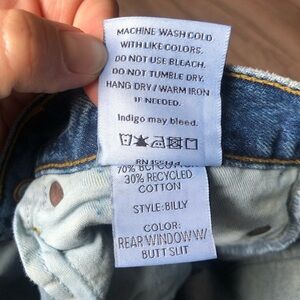 MACHINE WASH COLD
WITH LIKE COLORS.
DO NOT USE BLEACH.
DO NOT TUMBLE DRY.
HANG DRY / WARM IRON
IF NEEDED.
Indigo may bleed.
RN
70%
30% RECYCLED
COTTON
STYLE: BILLY
COLOR:
REAR WINDOW W/
BUTT SLIT